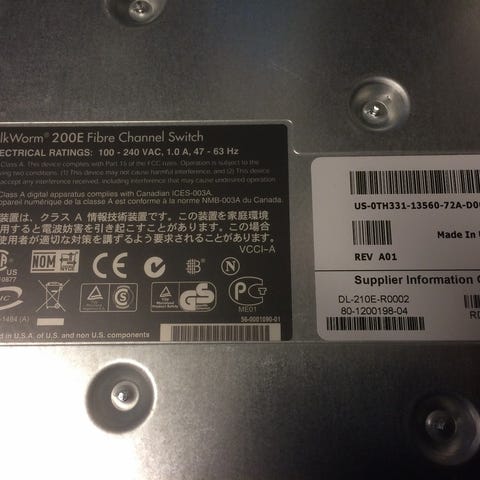 lkWorm® 200E Fibre Channel Switch
ECTRICAL RATINGS: 100 - 240 VAC, 1.0 A, 47 - 63 Hz
Class A. This device complies with Part 15 of the FCC rules. Operation is subject to the
wing two conditions. (1) This device may not cause harmful interference, and (2) This device
accept any interference received, including interference that may cause undesired operation.
Class A digital apparatus complies with Canadian ICES-003A.
appareil numérique de la classe A est conforme à la norme NMB-003A du Canada.
装置は、クラス A 情報技術装置です。この装置を家庭環境
用すると電波妨害を引き起こすことがあります。この場合
使用者が適切な対策を講ずるよう要求されることがあります。
VCCI-A
US
NOM
CE
N
GS
ME01
-1484 (A)
56-0001090-01
ed in U.S.A. of U.S. and non U.S. components
US-0TH331-13560-72A-D0
Made In
REV A01
Supplier Information
DL-210E-R0002
80-1200198-04